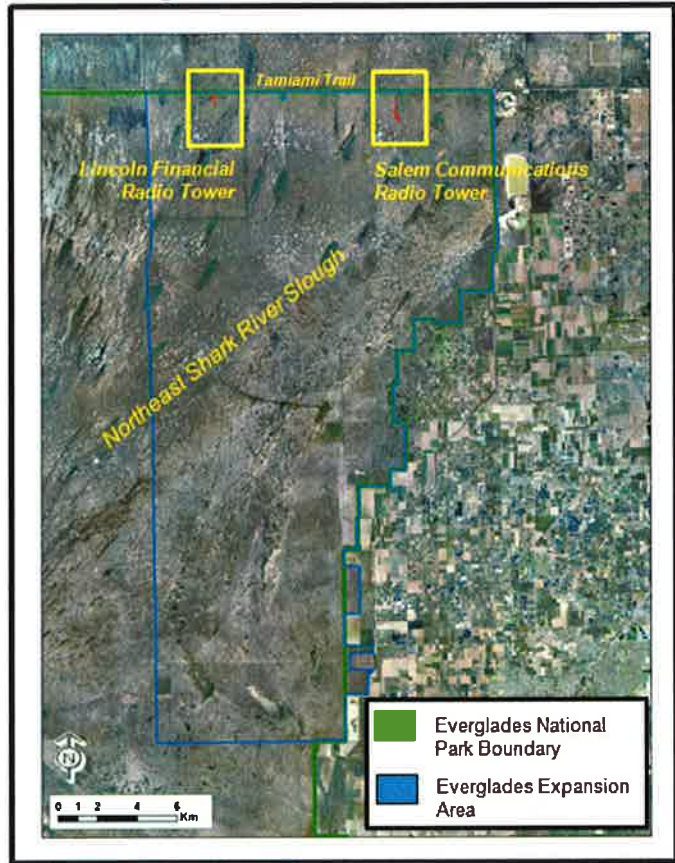 Tamiami Trail
Lincoln Financial
Radio Tower
Salem Communications
Radio Tower
Northeast Shark River Slough
N
0 1 2 4 6
Km
Everglades National
Park Boundary
Everglades Expansion
Area